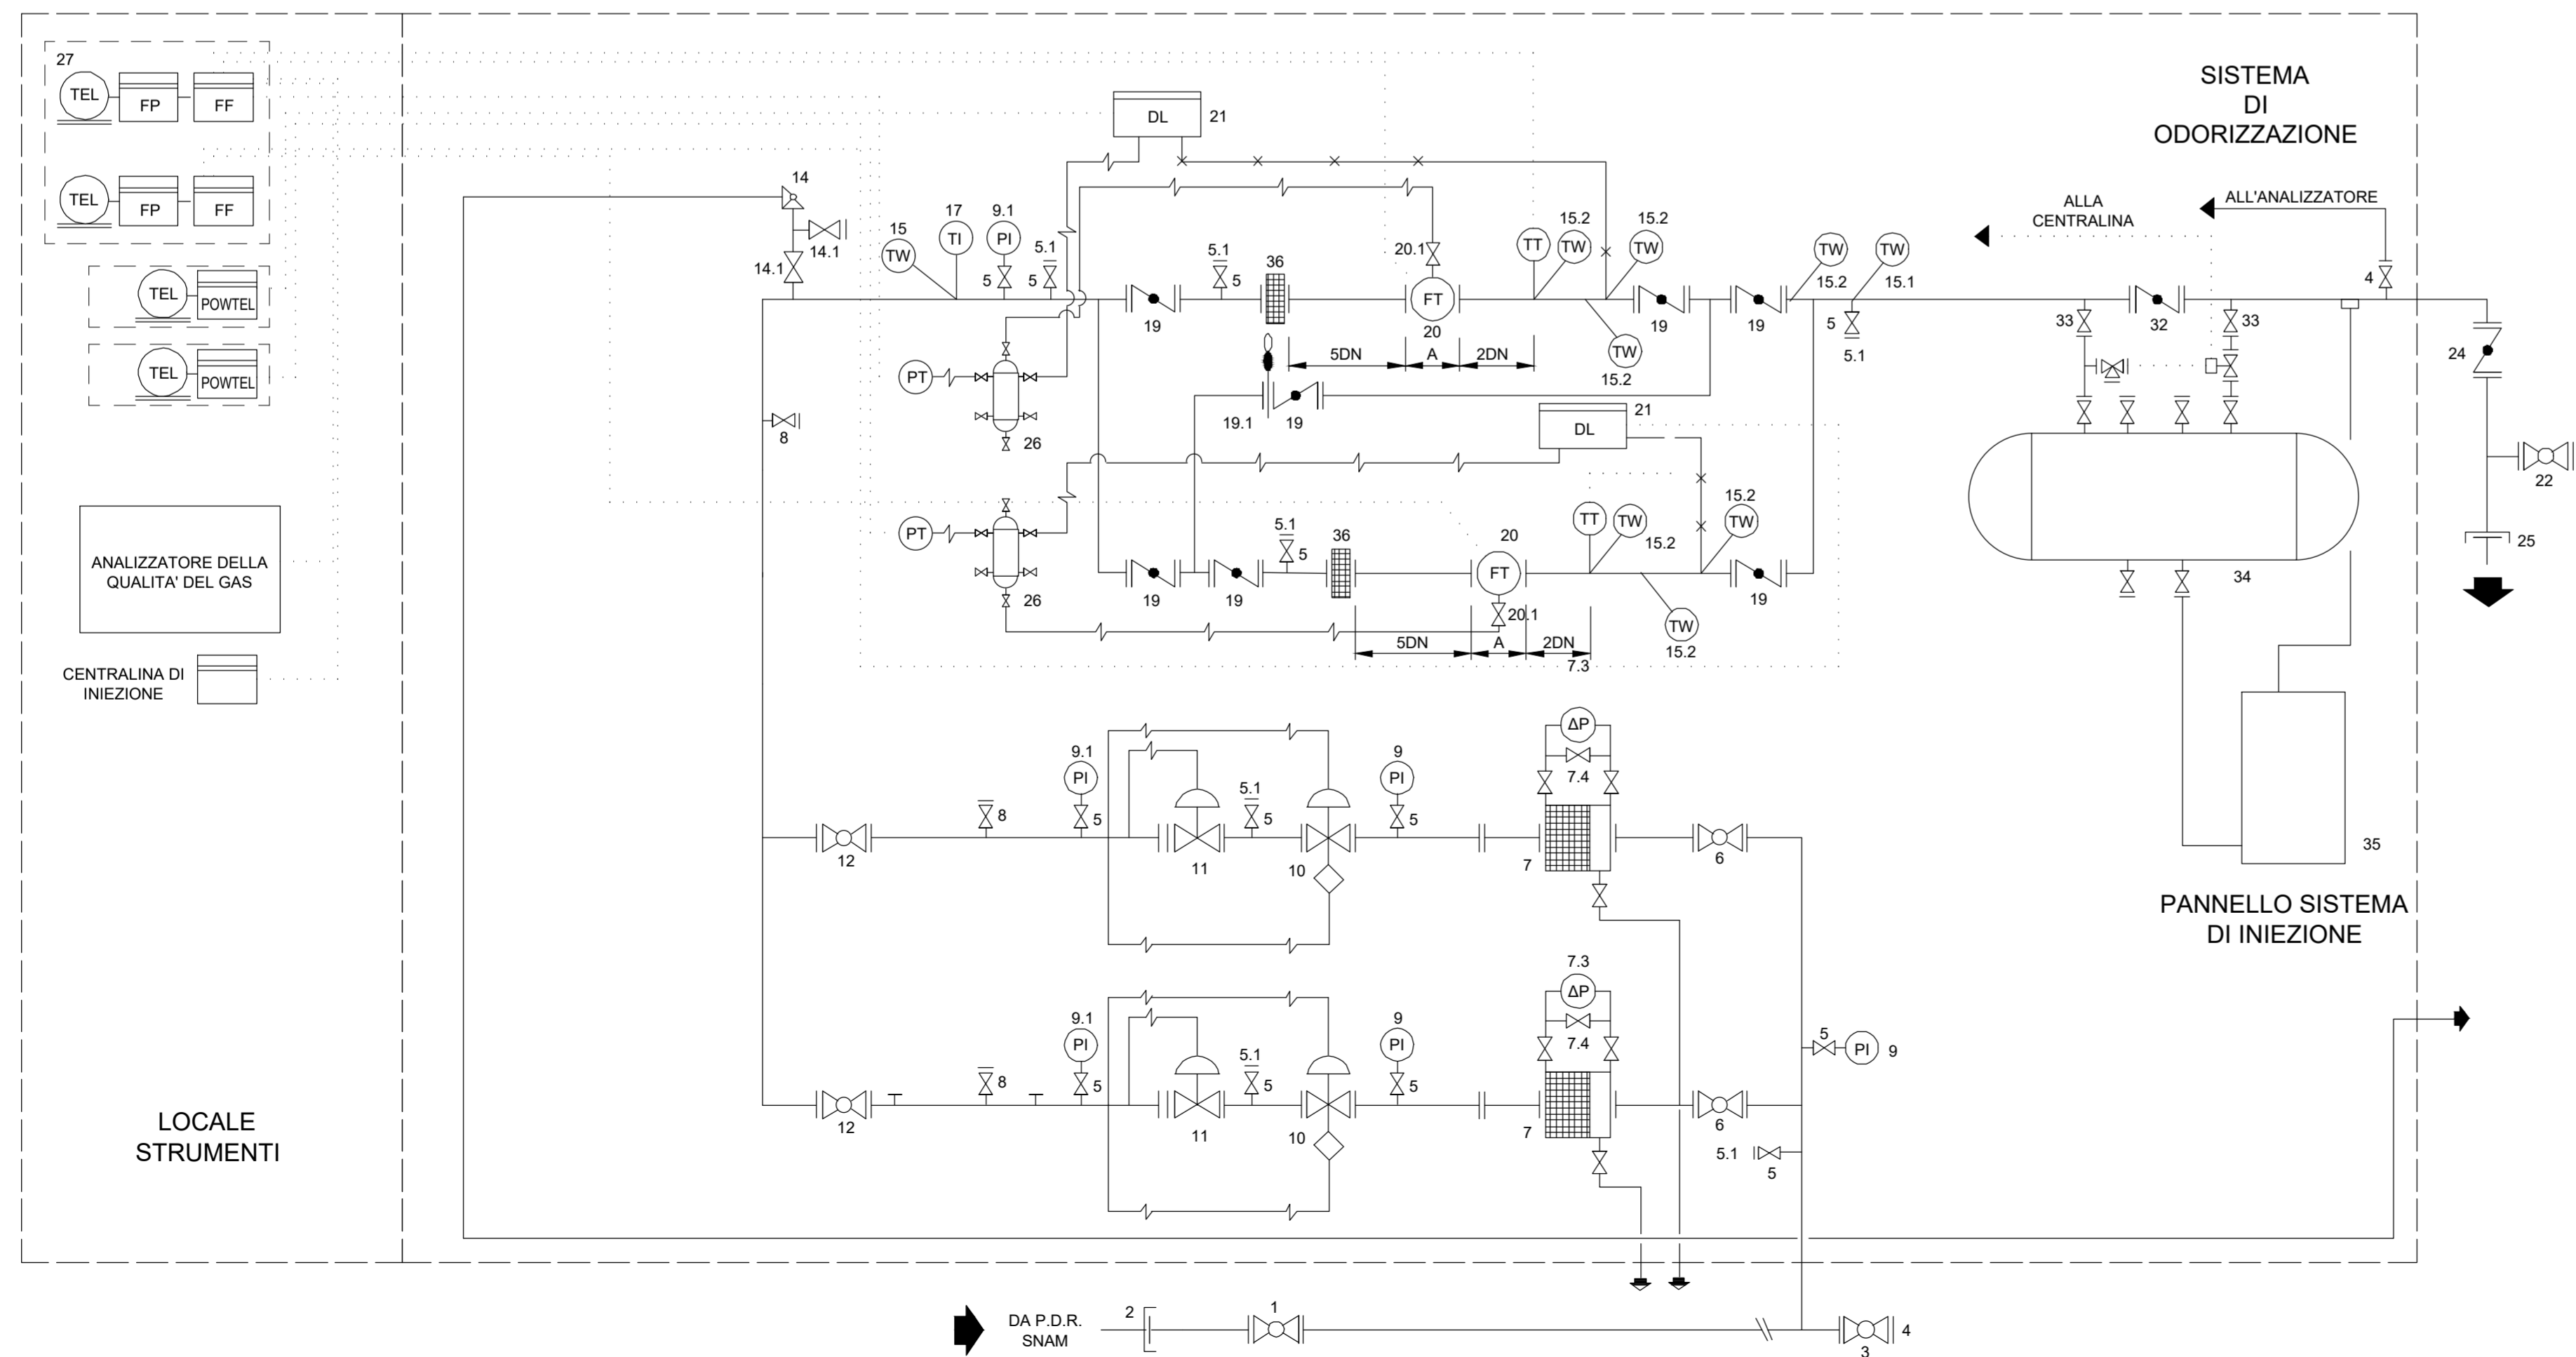 27
TEL
FP
FF
TEL
FP
FF
TEL
POWTEL
TEL
POWTEL
ANALIZZATORE DELLA
QUALITA' DEL GAS
CENTRALINA DI
INIEZIONE
LOCALE
STRUMENTI
SISTEMA
DI
ODORIZZAZIONE
ALLA
CENTRALINA
ALL'ANALIZZATORE
DL
21
14
14.1
14.1
15
TW
17
TI
9.1
PI
5
5.1
5
19
5.1
5
36
20.1
FT
20
TT
15.2
TW
15.2
TW
TW
15.2
19
19
TW
15.2
TW
15.1
5
5.1
33
32
33
4
24
22
25
34
5DN
A
2DN
PT
26
19.1
19
8
DL
21
PT
26
19
19
5.1
5
36
20
FT
20.1
TT
TW
15.2
15.2
TW
TW
15.2
19
5DN
A
2DN
7.3
35
PANNELLO SISTEMA
DI INIEZIONE
12
8
9.1
PI
5
11
5.1
5
10
9
PI
5
7
ΔP
7.4
6
12
8
9.1
PI
5
11
5.1
5
10
9
PI
5
7
7.3
ΔP
7.4
6
5
PI
9
5.1
5
DA P.D.R.
SNAM
2
1
3
4